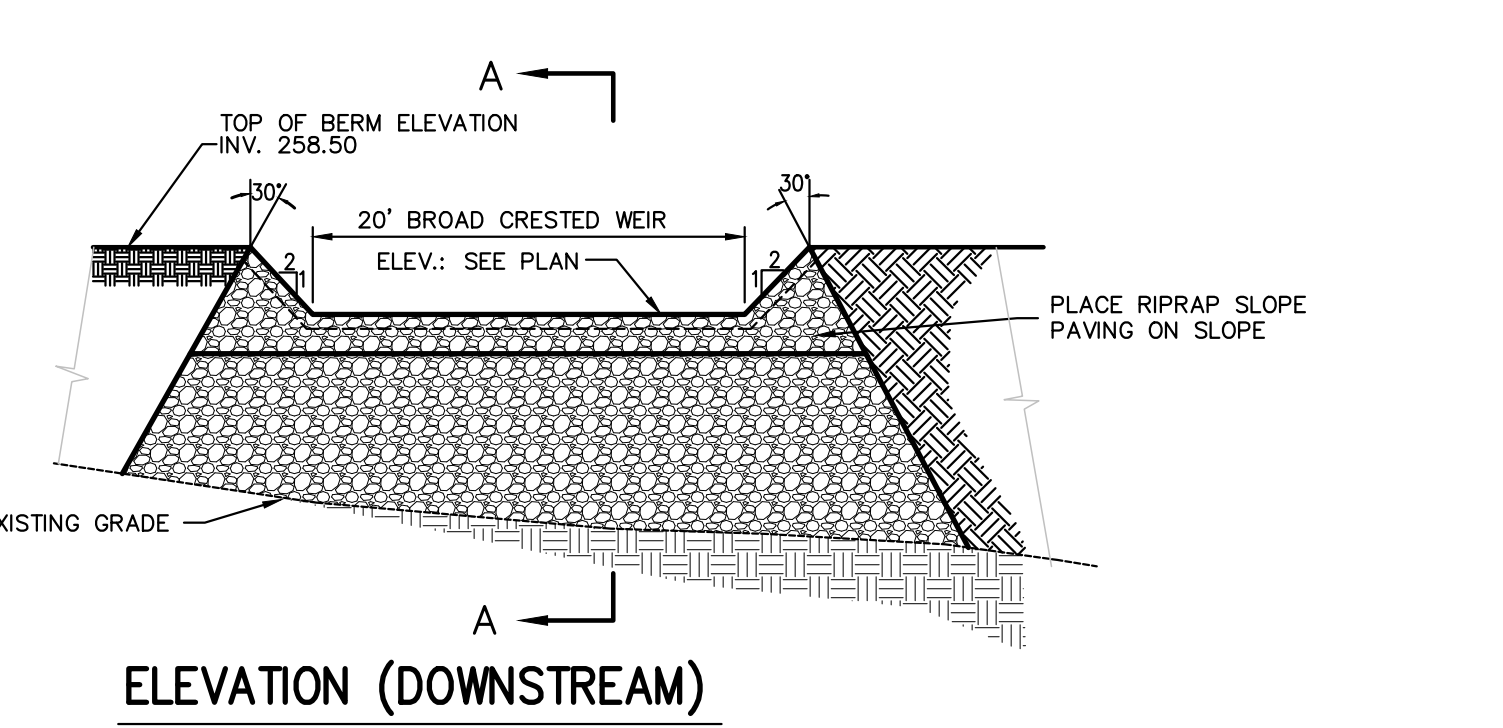 A
TOP OF BERM ELEVATION
INV. 258.50
30°
30°
20' BROAD CRESTED WEIR
2
1
ELEV.: SEE PLAN
1
2
PLACE RIPRAP SLOPE
PAVING ON SLOPE
XISTING GRADE
A
ELEVATION (DOWNSTREAM)